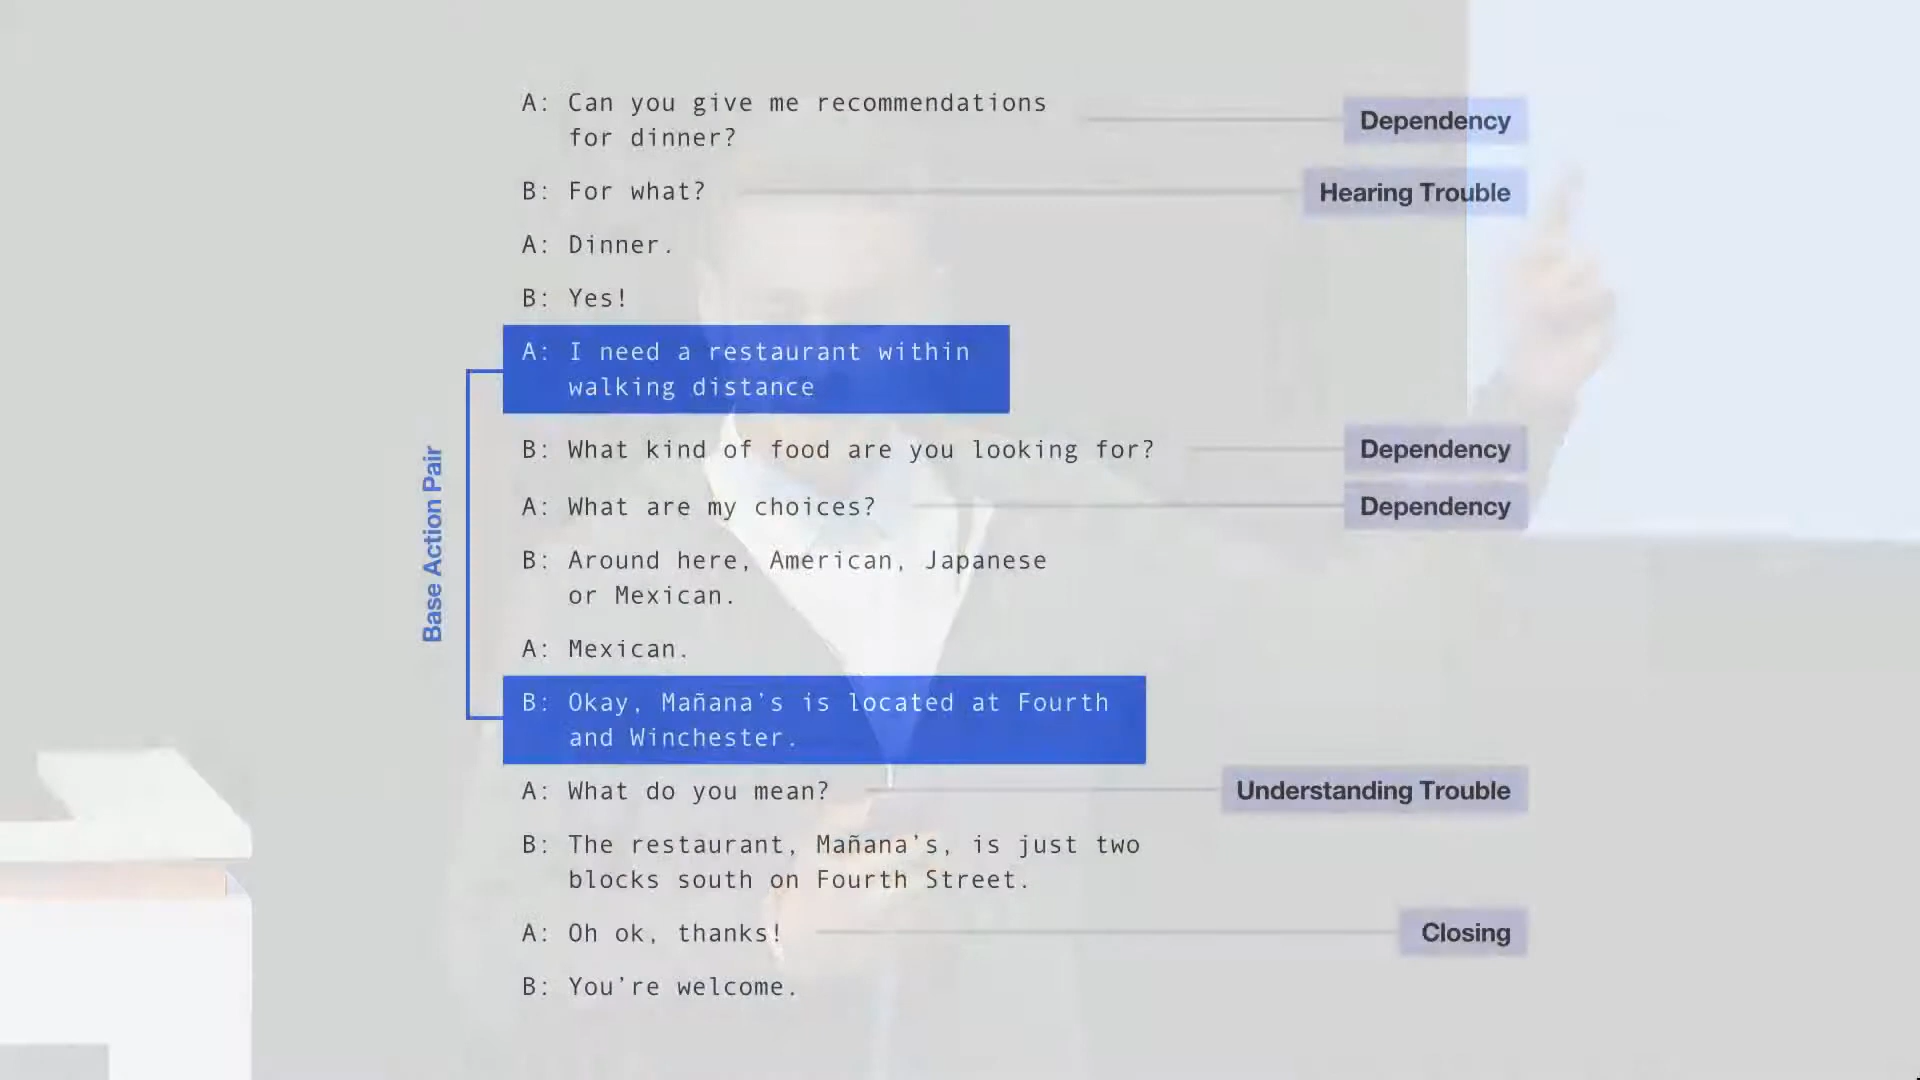 A: Can you give me recommendations
for dinner?
Dependency
B: For what?
Hearing Trouble
A: Dinner.
B: Yes!
A: I need a restaurant within
walking distance
Base Action Pair
B: What kind of food are you looking for?
Dependency
A: What are my choices?
Dependency
B: Around here, American, Japanese
or Mexican.
A: Mexican.
B: Okay, Mañana's is located at Fourth
and Winchester.
A: What do you mean?
Understanding Trouble
B: The restaurant, Mañana's, is just two
blocks south on Fourth Street.
A: Oh ok, thanks!
Closing
B: You're welcome.